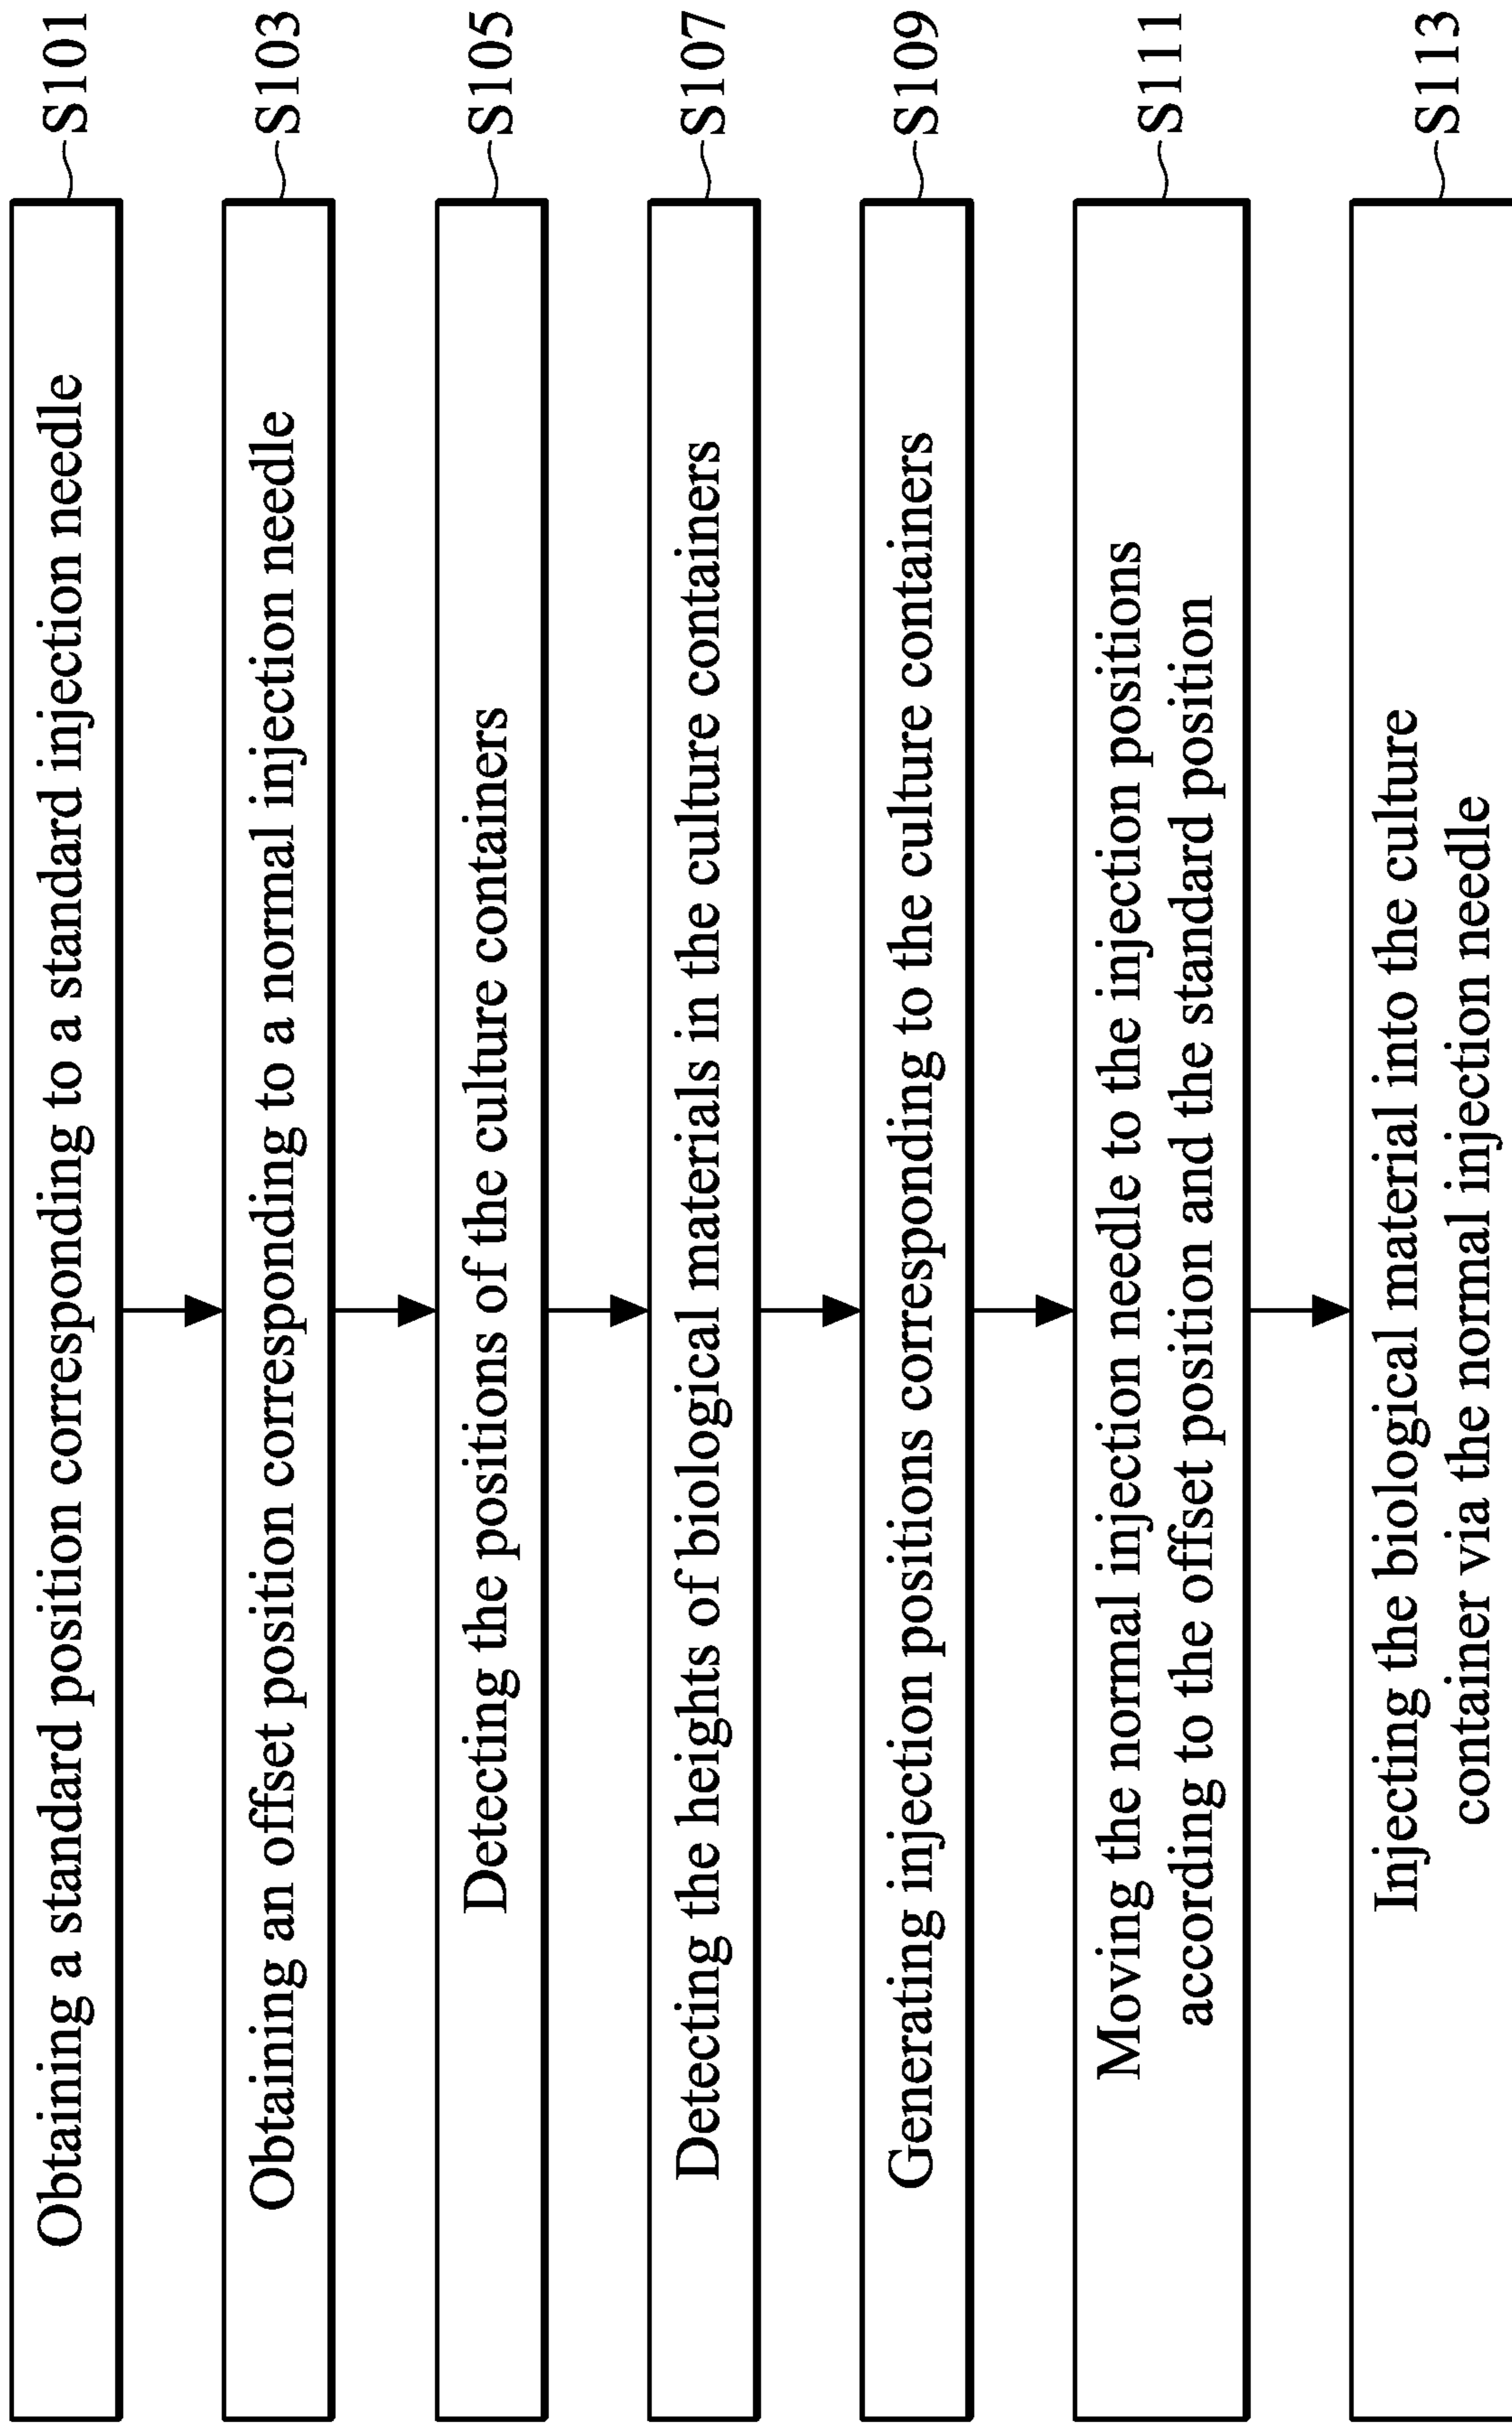 Obtaining a standard position corresponding to a standard injection needle
S101
Obtaining an offset position corresponding to a normal injection needle
S103
Detecting the positions of the culture containers
S105
Detecting the heights of biological materials in the culture containers
S107
Generating injection positions corresponding to the culture containers
S109
Moving the normal injection needle to the injection positions
according to the offset position and the standard position
S111
Injecting the biological material into the culture
container via the normal injection needle
S113